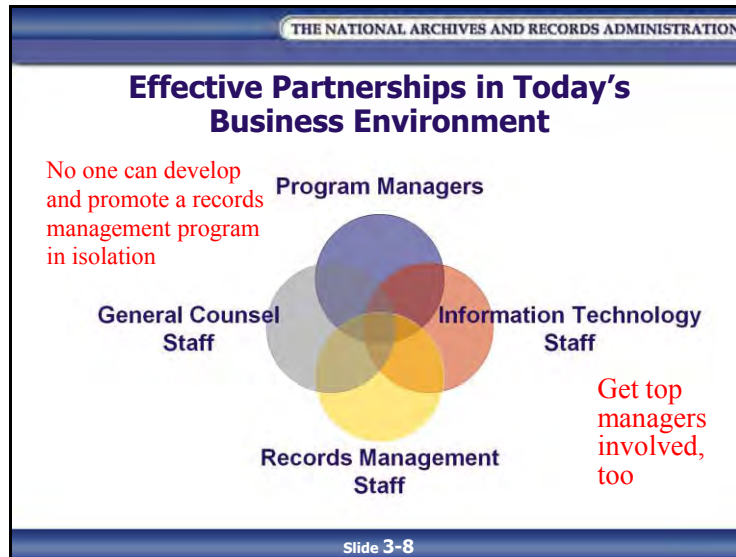 THE NATIONAL ARCHIVES AND RECORDS ADMINISTRATION
Effective Partnerships in Today's
Business Environment
No one can develop
and promote a records
management program
in isolation
Program Managers
General Counsel
Staff
Information Technology
Staff
Get top
managers
involved,
too
Records Management
Staff
Slide 3-8